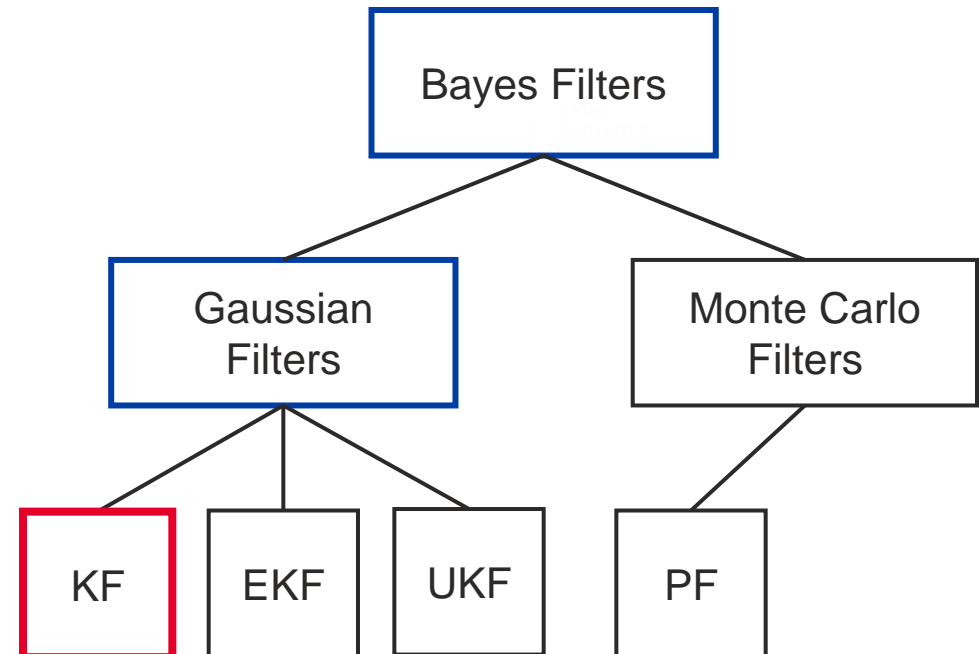 Bayes Filters
Gaussian
Filters
Monte Carlo
Filters
KF
EKF
UKF
PF